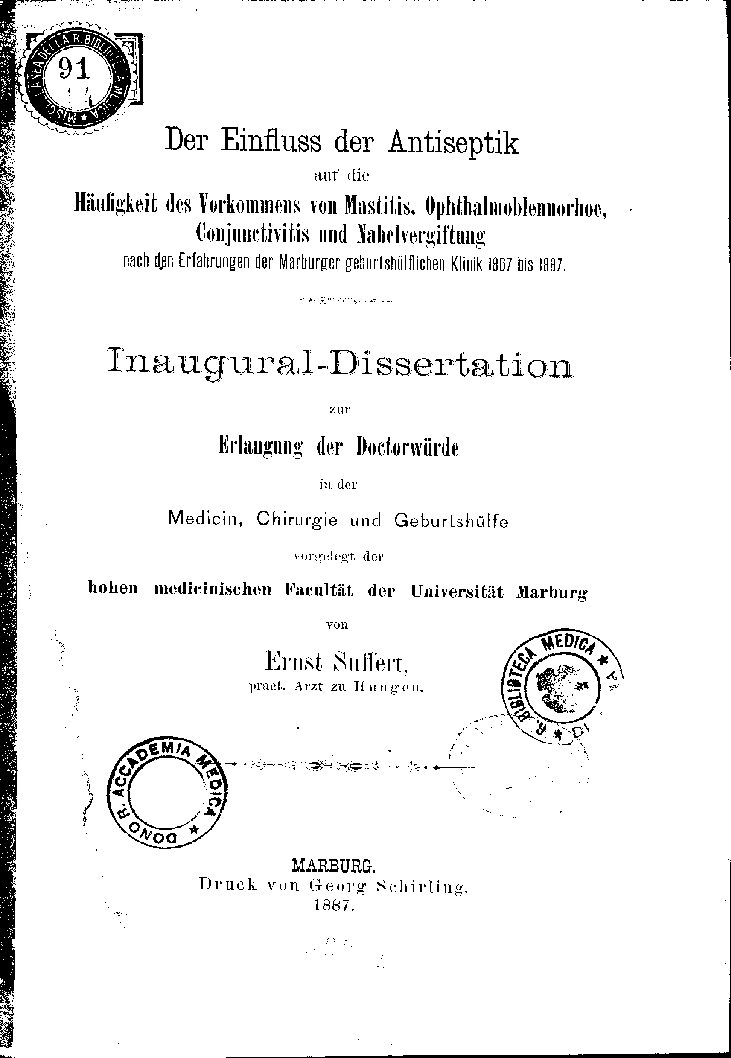 91
Der Einfluss der Antiseptik
auf die
Häufigkeit des Vorkommens von Mastitis, Ophthalmoblennorhoe,
Conjunctivitis und Nabelvergiftung
nach den Erfahrungen der Marburger geburtshülflichen Klinik 1867 bis 1887.
Inaugural-Dissertation
zur
Erlangung der Doctorwürde
in der
Medicin, Chirurgie und Geburtshülfe
vorgelegt der
hohen medicinischen Facultät der Universität Marburg
von
Ernst Suffert,
pract. Arzt zu Hungen.
R. BIBLIOTECA MEDICA * DI
DONO R. ACCADEMIA MEDICA *
MARBURG.
Druck von Georg Schirling.
1887.